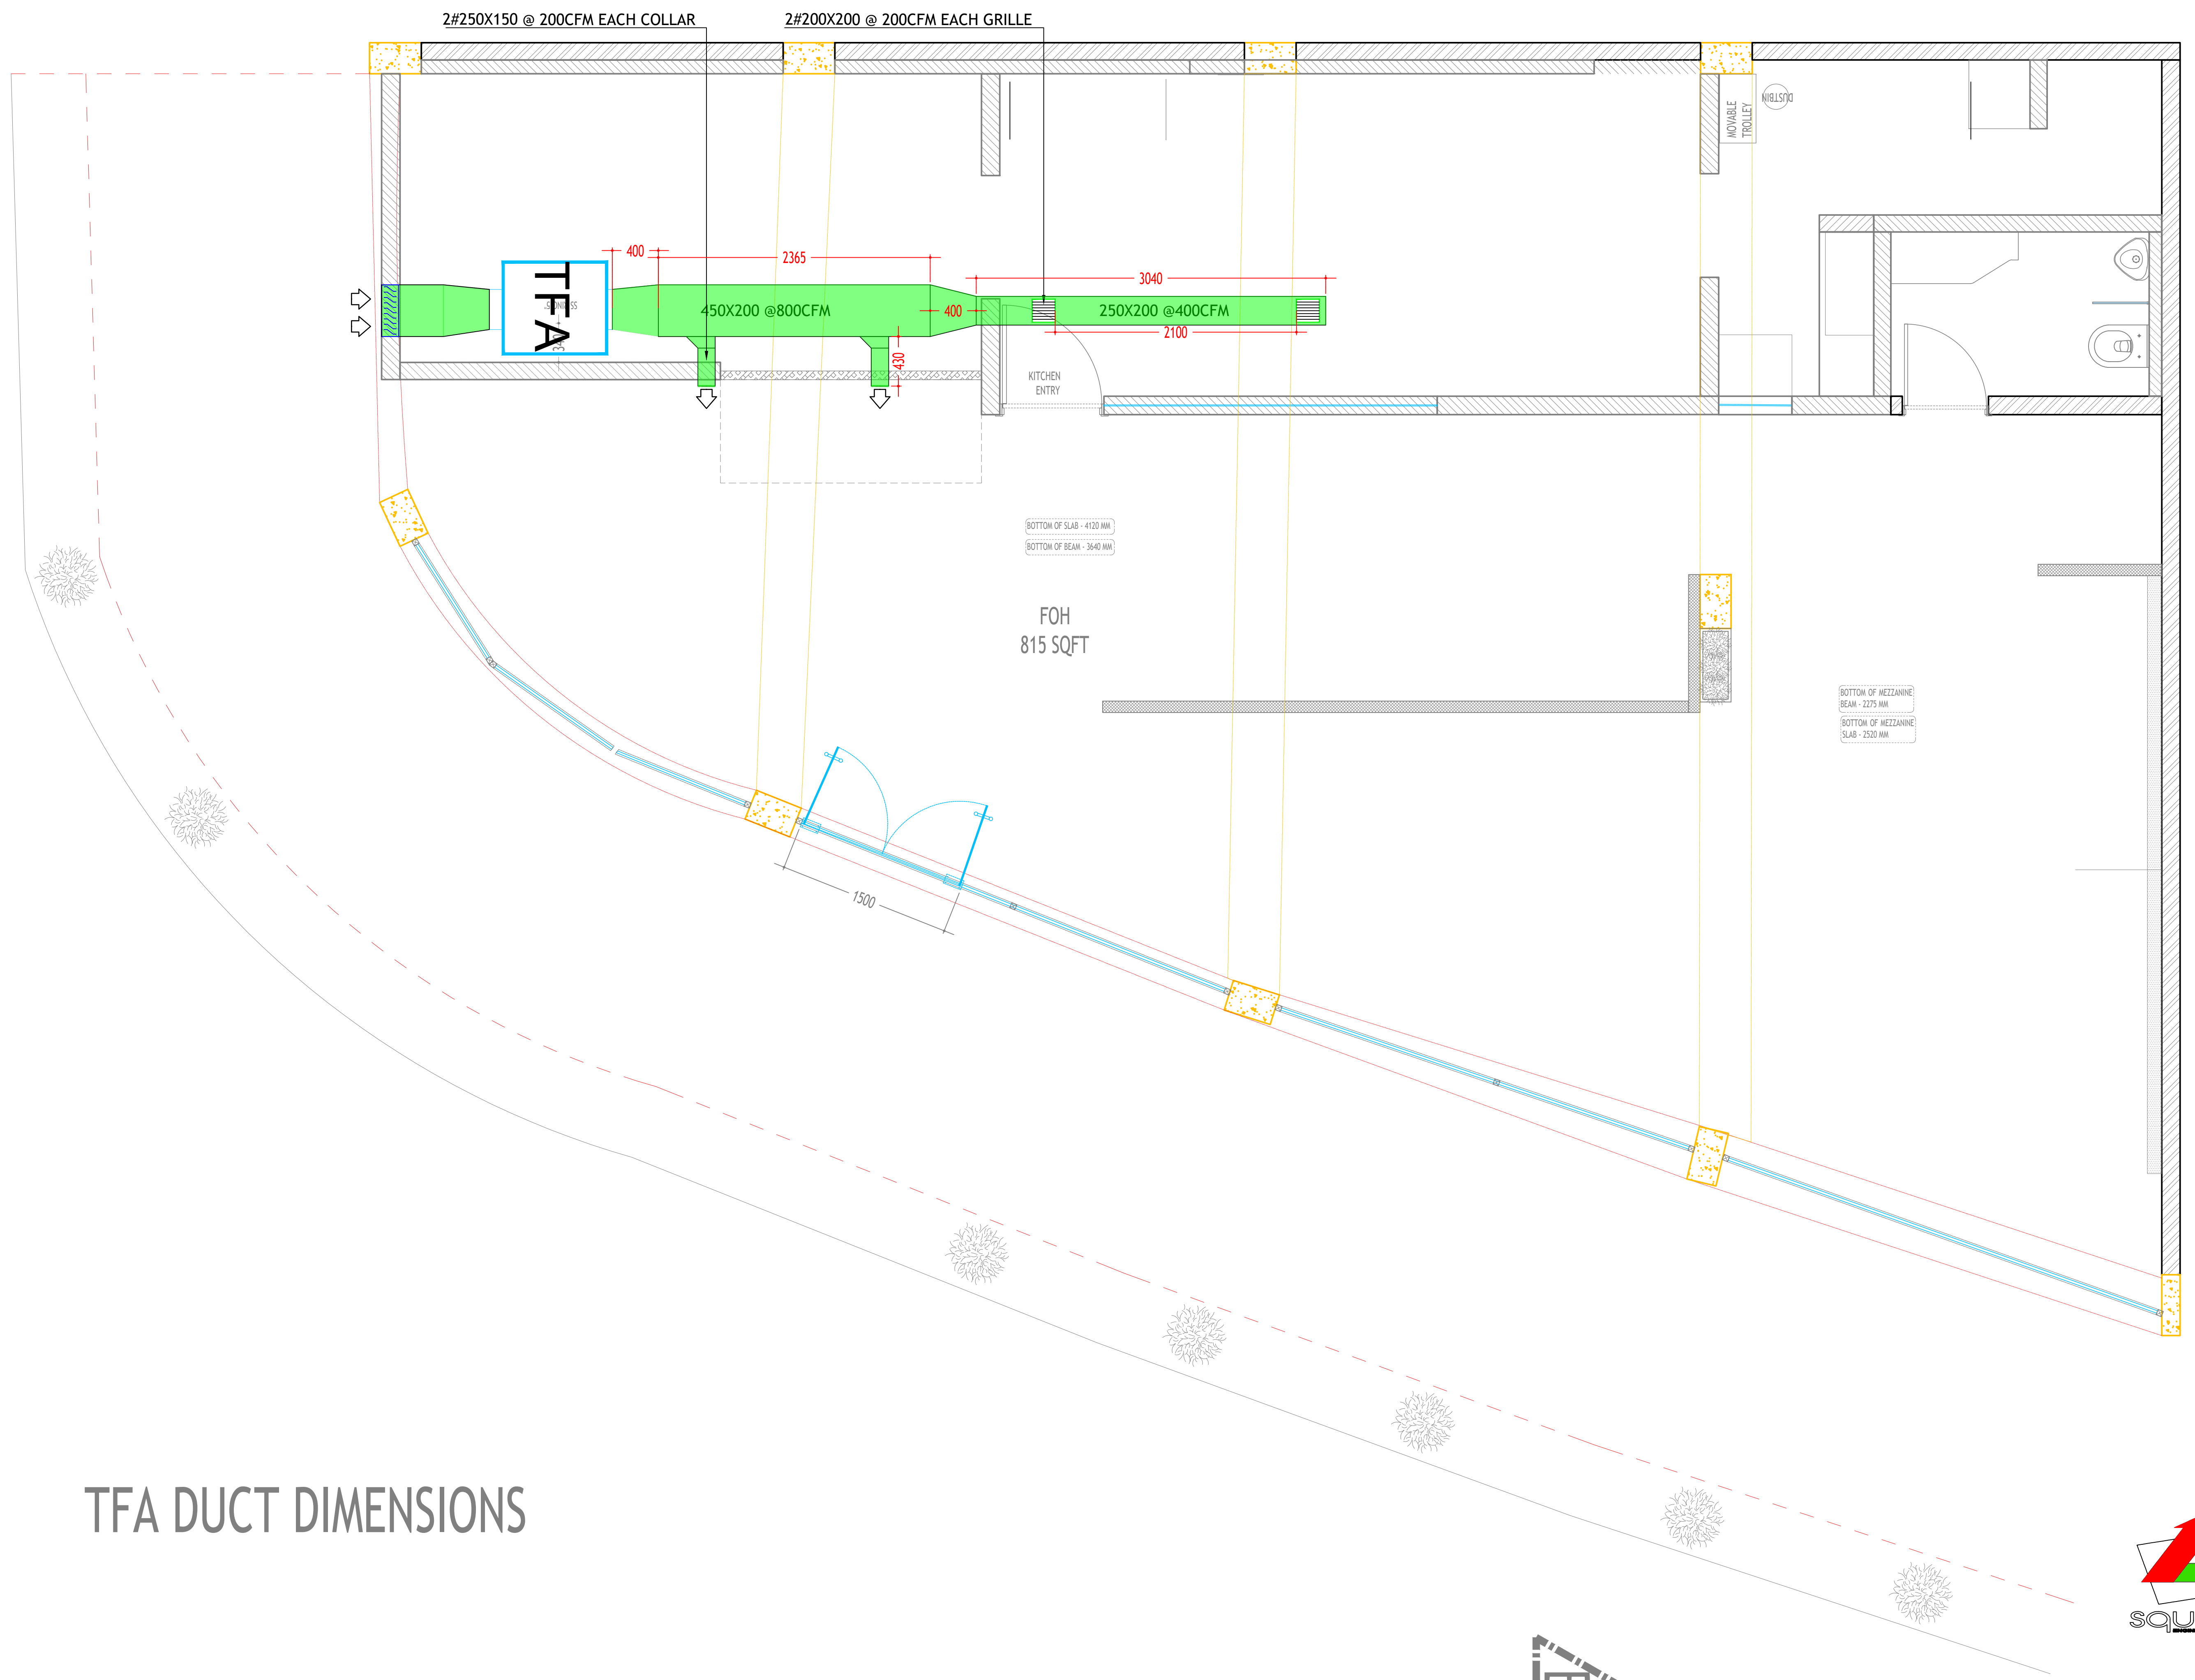 2#250X150 @ 200CFM EACH COLLAR
2#200X200 @ 200CFM EACH GRILLE
MOVABLE
TROLLEY
DUSTBIN
400
2365
3040
TFA
450X200 @800CFM
400
250X200 @400CFM
2100
430
KITCHEN
ENTRY
BOTTOM OF SLAB - 4120 MM
BOTTOM OF BEAM - 3640 MM
FOH
815 SQFT
BOTTOM OF MEZZANINE
BEAM - 2275 MM
BOTTOM OF MEZZANINE
SLAB - 2520 MM
1500
TFA DUCT DIMENSIONS